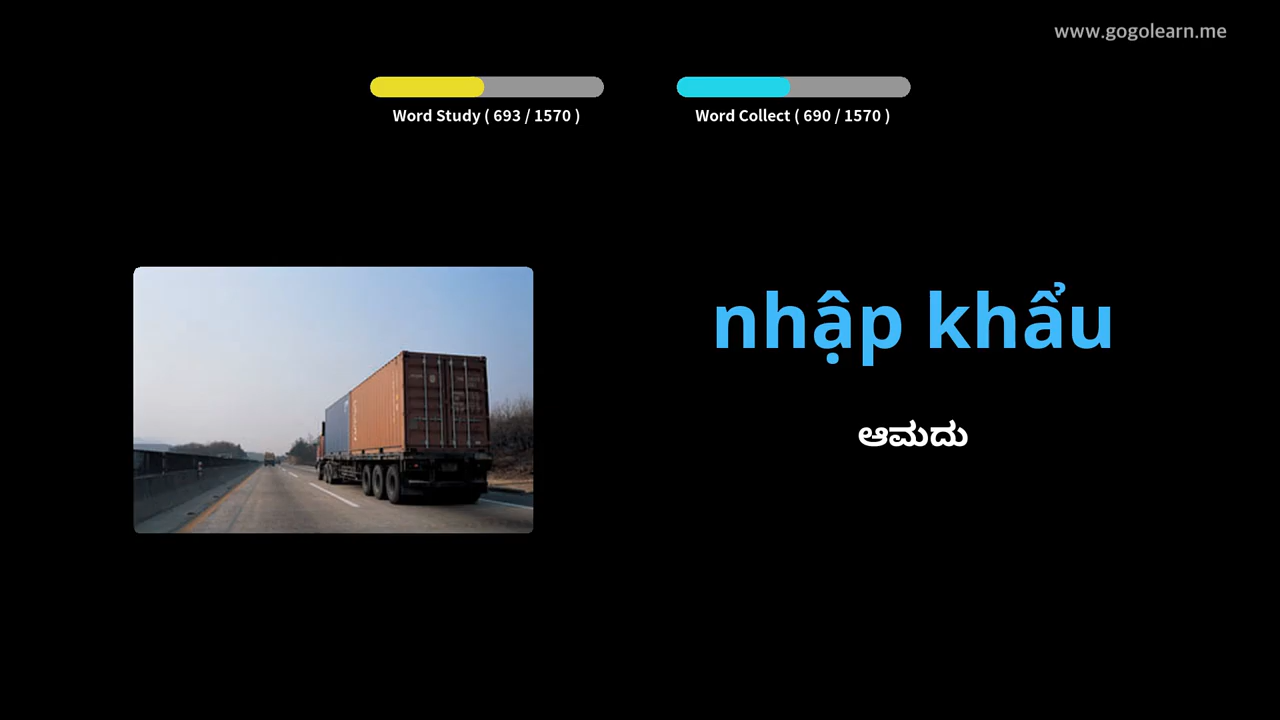 www.gogolearn.me
Word Study ( 693 / 1570 )
Word Collect ( 690 / 1570 )
nhập khẩu
ಆಮದು